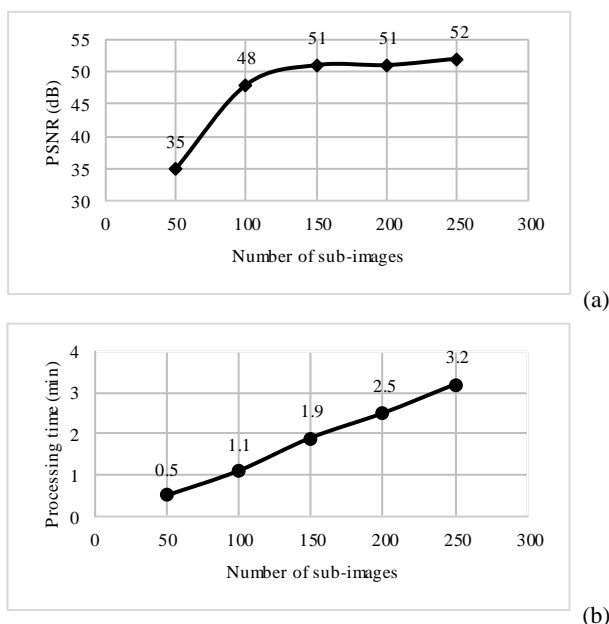 55
50
45
40
35
30
PSNR (dB)
35
48
51
51
52
0 50 100 150 200 250 300
Number of sub-images
(a)
4
3
2
1
0
Processing time (min)
0.5
1.1
1.9
2.5
3.2
0 50 100 150 200 250 300
Number of sub-images
(b)